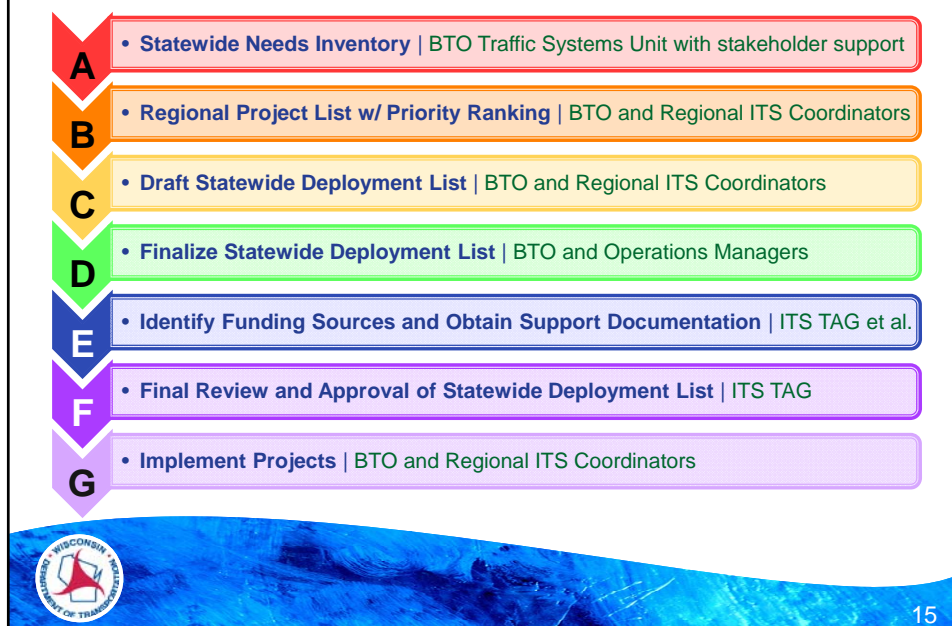 A
• Statewide Needs Inventory | BTO Traffic Systems Unit with stakeholder support
B
• Regional Project List w/ Priority Ranking | BTO and Regional ITS Coordinators
C
• Draft Statewide Deployment List | BTO and Regional ITS Coordinators
D
• Finalize Statewide Deployment List | BTO and Operations Managers
E
• Identify Funding Sources and Obtain Support Documentation | ITS TAG et al.
F
• Final Review and Approval of Statewide Deployment List | ITS TAG
G
• Implement Projects | BTO and Regional ITS Coordinators
WISCONSIN
DEPARTMENT OF TRANSPORTATION
15